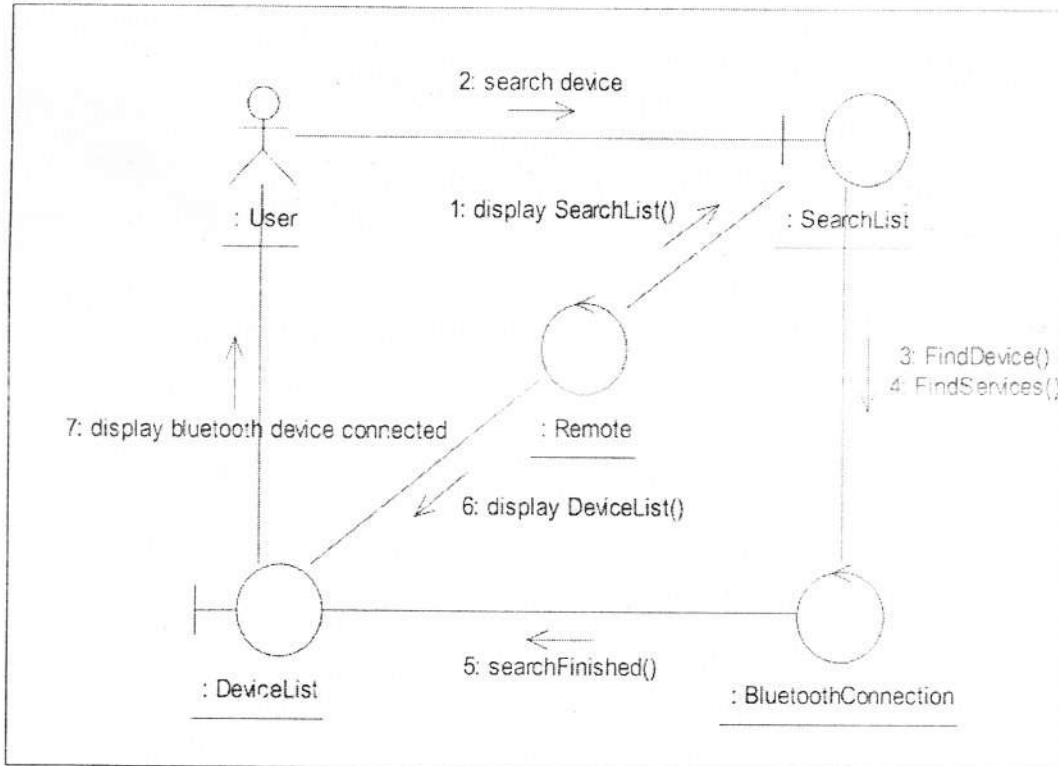 2: search device
: User
1: display SearchList()
: SearchList
3: FindDevice()
4: FindServices()
7: display bluetooth device connected
: Remote
6: display DeviceList()
5: searchFinished()
: DeviceList
: BluetoothConnection